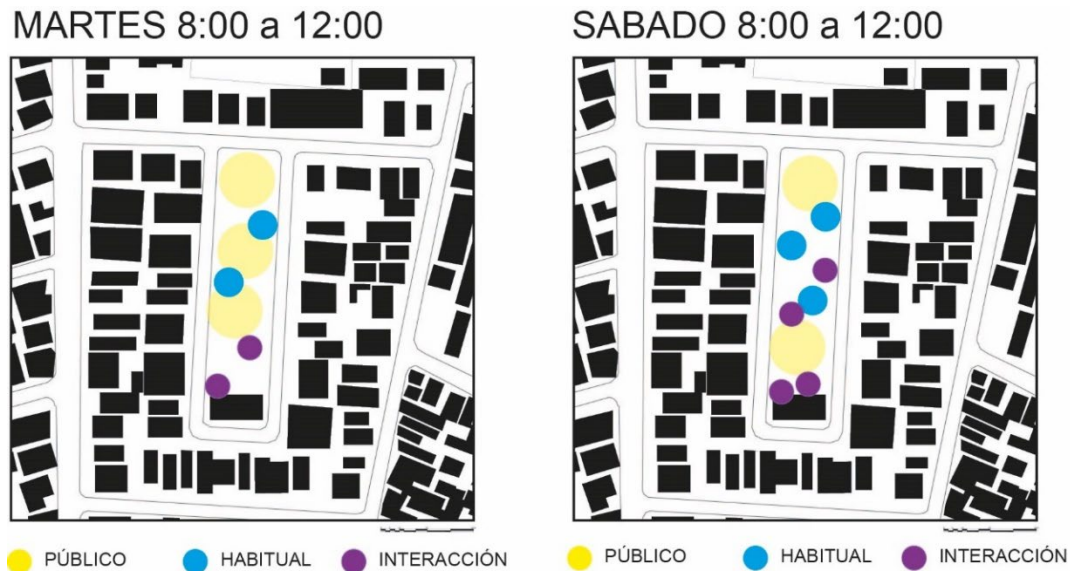 MARTES 8:00 a 12:00
PÚBLICO HABITUAL INTERACCIÓN
SABADO 8:00 a 12:00
PÚBLICO HABITUAL INTERACCIÓN